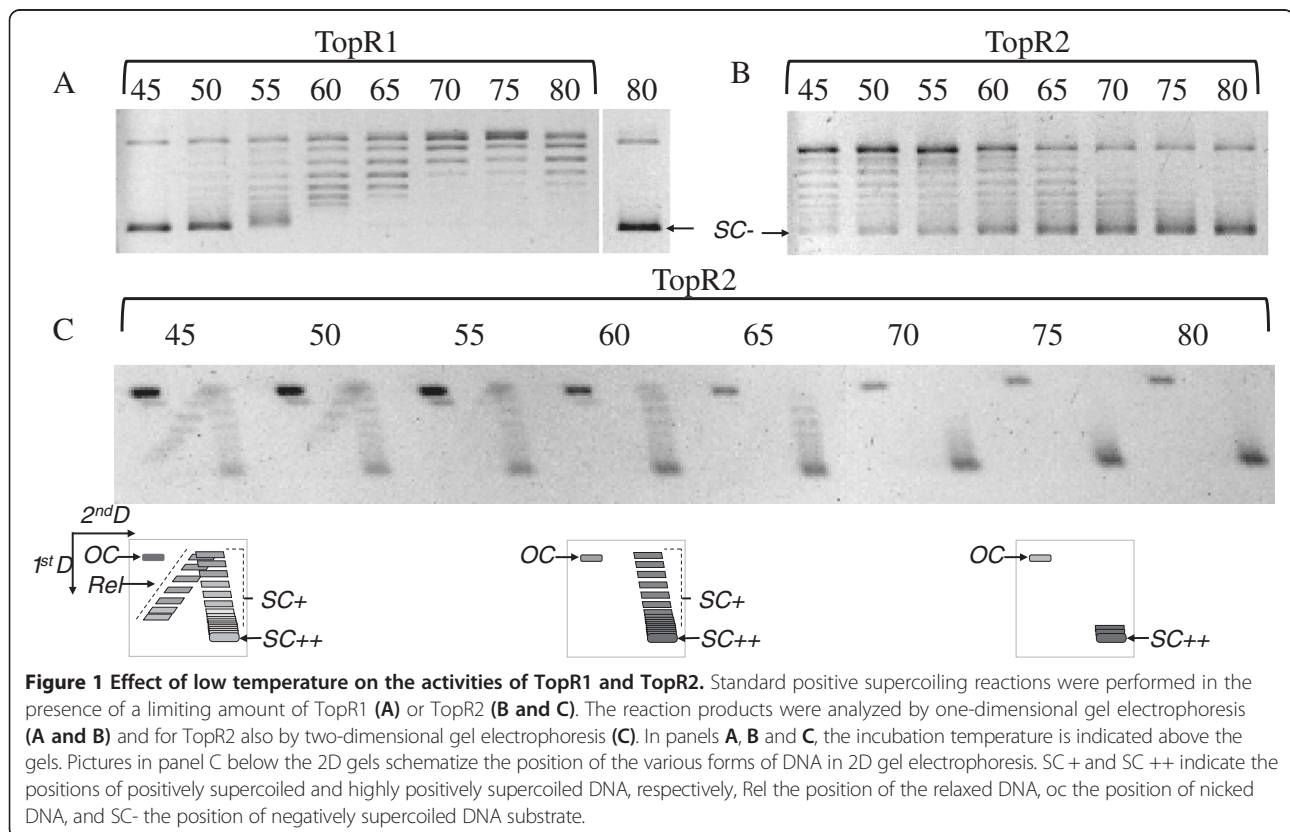 TopR1
TopR2
A
45 50 55 60 65 70 75 80 80
B
45 50 55 60 65 70 75 80
SC-
TopR2
C
45 50 55 60 65 70 75 80
2ndD
1stD
OC
Rel
SC+
SC++
OC
SC+
SC++
OC
SC++
Figure 1 Effect of low temperature on the activities of TopR1 and TopR2. Standard positive supercoiling reactions were performed in the
presence of a limiting amount of TopR1 (A) or TopR2 (B and C). The reaction products were analyzed by one-dimensional gel electrophoresis
(A and B) and for TopR2 also by two-dimensional gel electrophoresis (C). In panels A, B and C, the incubation temperature is indicated above the
gels. Pictures in panel C below the 2D gels schematize the position of the various forms of DNA in 2D gel electrophoresis. SC + and SC ++ indicate the
positions of positively supercoiled and highly positively supercoiled DNA, respectively, Rel the position of the relaxed DNA, oc the position of nicked
DNA, and SC- the position of negatively supercoiled DNA substrate.